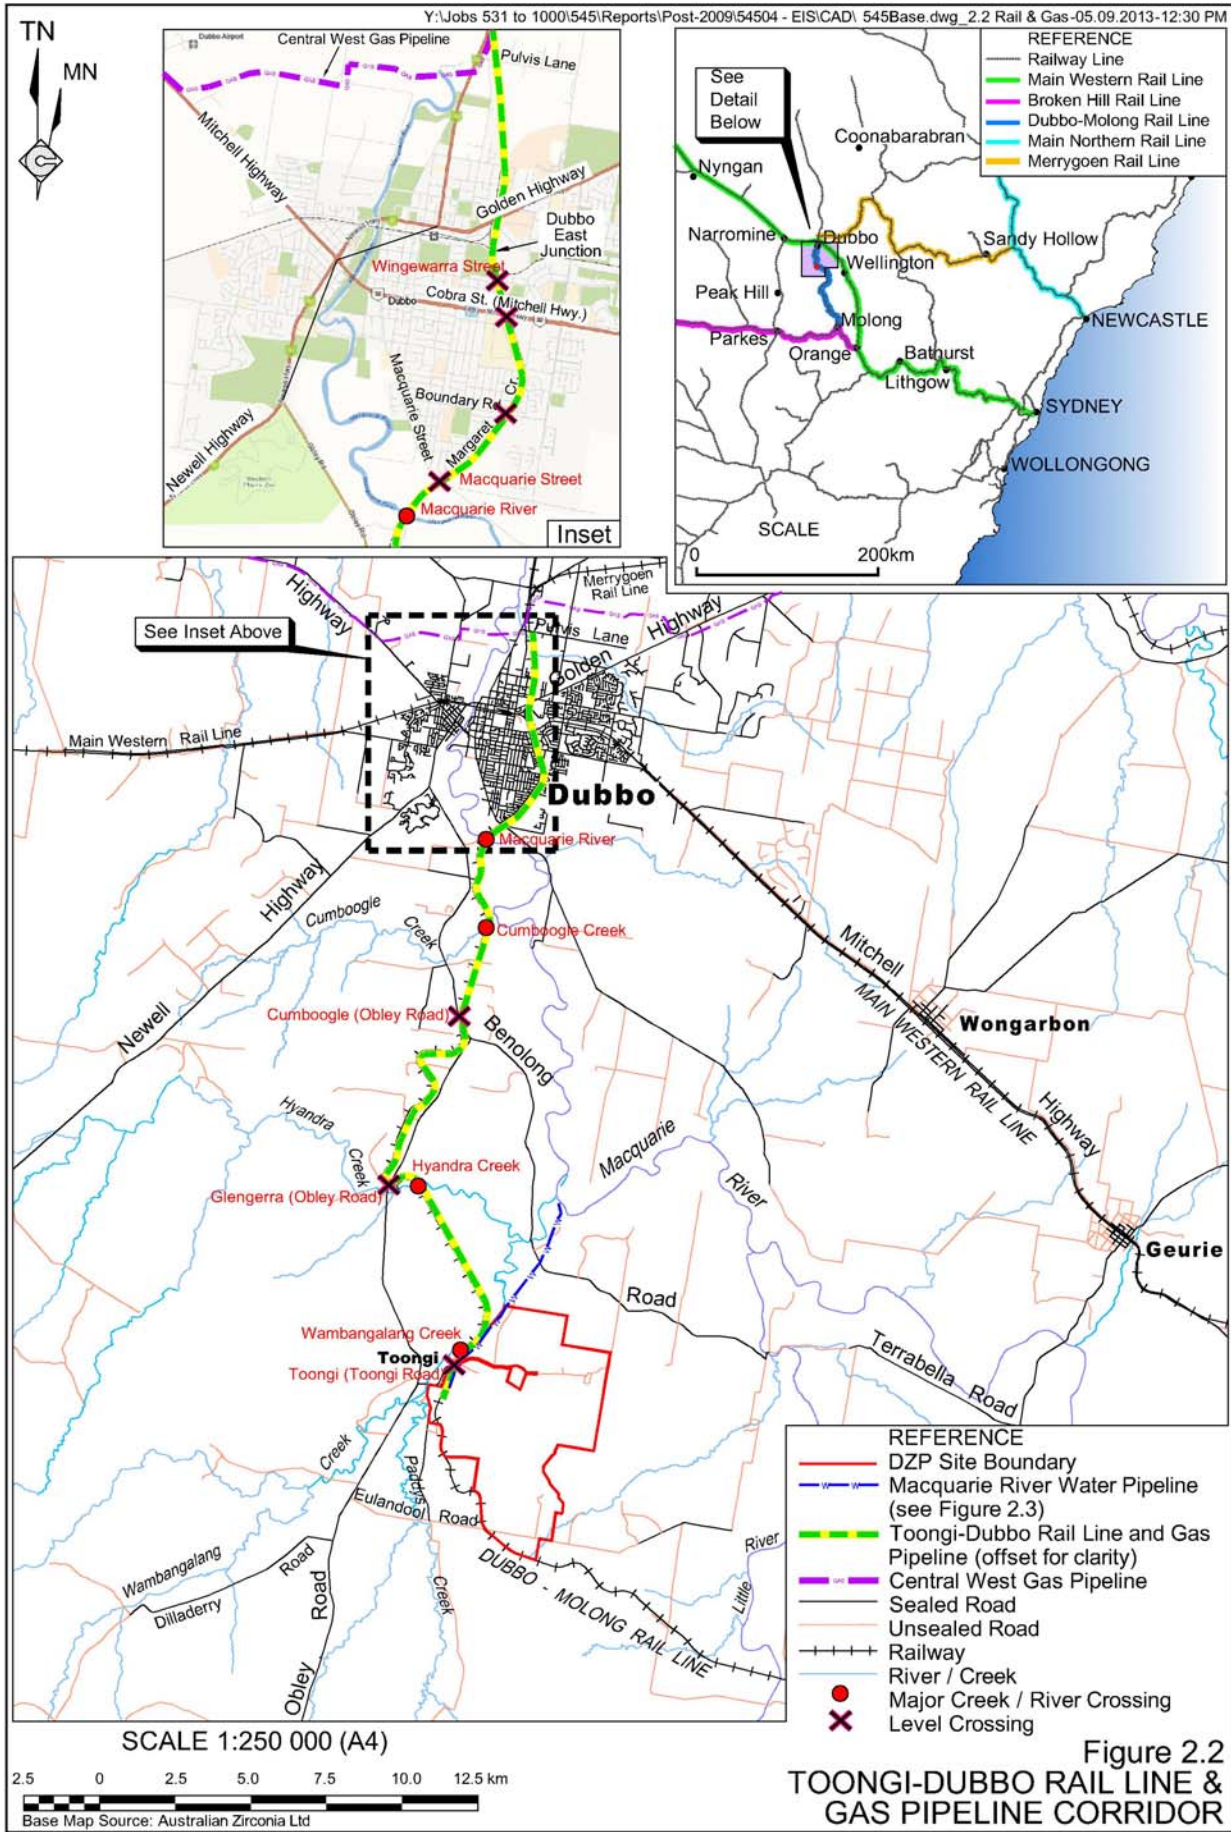 Y:\Jobs 531 to 1000\545\Reports\Post-2009\54504 - EIS\CAD\ 545Base.dwg_2.2 Rail & Gas-05.09.2013-12:30 PM
TN
MN
Dubbo Airport
Central West Gas Pipeline
Pulvis Lane
Mitchell Highway
Golden Highway
Dubbo
East
Junction
Wingewarra Street
Dubbo
Cobra St. (Mitchell Hwy.)
Macquarie Street
Boundary Rd.
Margaret Cr.
Newell Highway
Macquarie Street
Macquarie River
Obley Rd
Inset
See
Detail
Below
REFERENCE
Railway Line
Main Western Rail Line
Broken Hill Rail Line
Dubbo-Molong Rail Line
Main Northern Rail Line
Merrygoen Rail Line
Coonabarabran
Nyngan
Narromine
Dubbo
Sandy Hollow
Wellington
Peak Hill
Molong
NEWCASTLE
Parkes
Orange
Bathurst
Lithgow
SYDNEY
WOLLONGONG
SCALE
0 200km
Highway
Merrygoen
Rail Line
See Inset Above
Pulvis Lane
Golden Highway
Main Western Rail Line
Dubbo
Macquarie River
Newell Highway
Cumboogle Creek
Cumboogle Creek
Mitchell Highway
MAIN WESTERN RAIL LINE
Wongarbon
Cumboogle (Obley Road)
Benolong Road
Hyandra Creek
Hyandra Creek
Macquarie River
Glengerra (Obley Road)
Geurie
Wambangalang Creek
Toongi
Toongi (Toongi Road)
Terrabella Road
Paddys Creek
Eulandool Road
Wambangalang Creek
Dilladerry Road
Obley Road
DUBBO - MOLONG RAIL LINE
Little River
REFERENCE
DZP Site Boundary
Macquarie River Water Pipeline
(see Figure 2.3)
Toongi-Dubbo Rail Line and Gas
Pipeline (offset for clarity)
Central West Gas Pipeline
Sealed Road
Unsealed Road
Railway
River / Creek
Major Creek / River Crossing
Level Crossing
SCALE 1:250 000 (A4)
2.5 0 2.5 5 7.5 10.0 12.5 km
Base Map Source: Australian Zirconia Ltd
Figure 2.2
TOONGI-DUBBO RAIL LINE &
GAS PIPELINE CORRIDOR